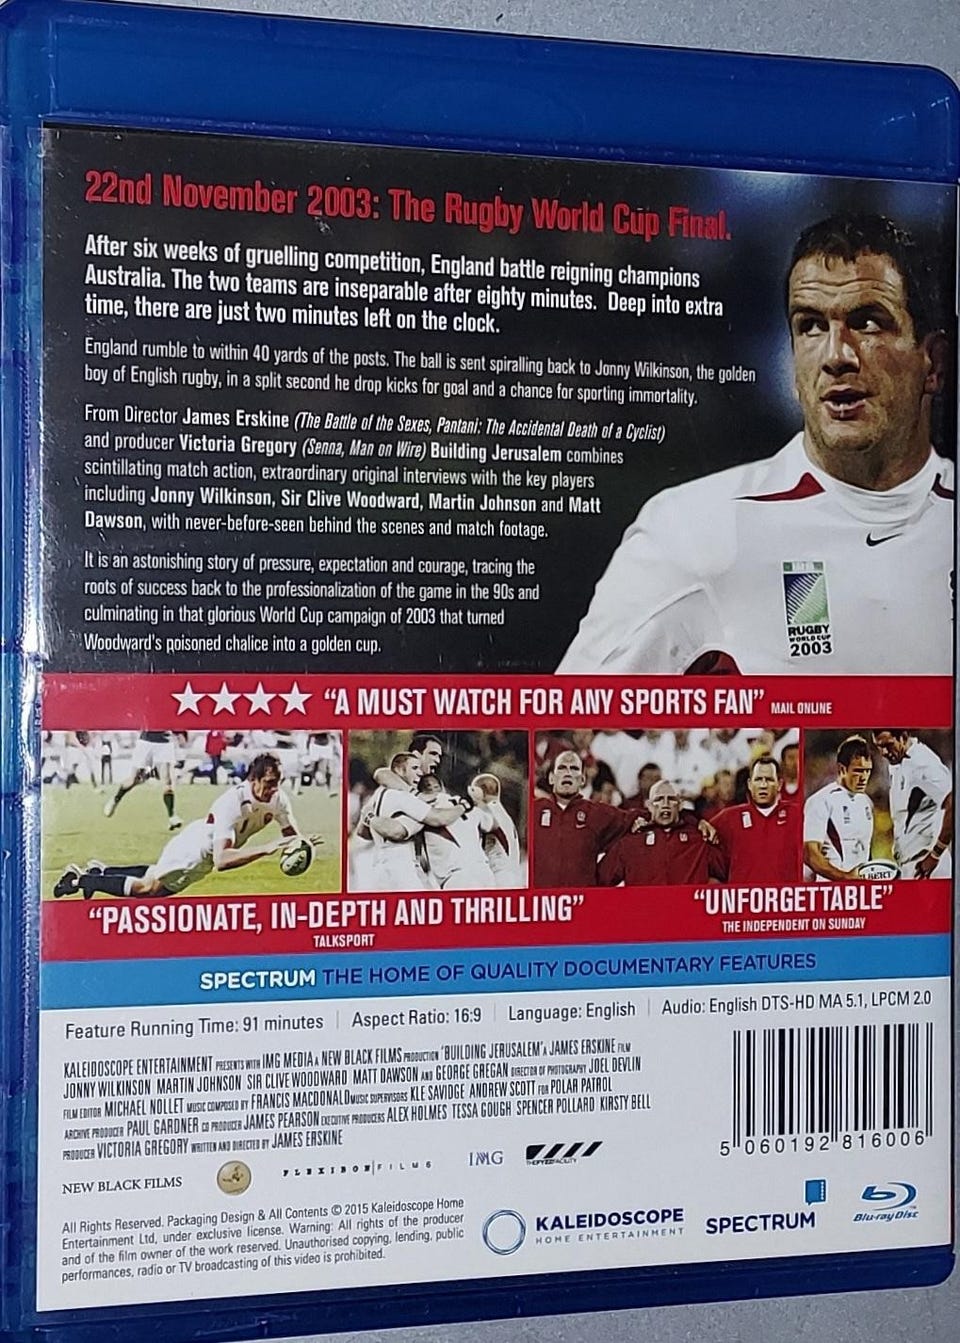 22nd November 2003: The Rugby World Cup Final.
After six weeks of gruelling competition, England battle reigning champions
Australia. The two teams are inseparable after eighty minutes. Deep into extra
time, there are just two minutes left on the clock.
England rumble to within 40 yards of the posts. The ball is sent spiralling back to Jonny Wilkinson, the golden
boy of English rugby, in a split second he drop kicks for goal and a chance for sporting immortality.
From Director James Erskine (The Battle of the Sexes, Pantani: The Accidental Death of a Cyclist)
and producer Victoria Gregory (Senna, Man on Wire) Building Jerusalem combines
scintillating match action, extraordinary original interviews with the key players
including Jonny Wilkinson, Sir Clive Woodward, Martin Johnson and Matt
Dawson, with never-before-seen behind the scenes and match footage.
It is an astonishing story of pressure, expectation and courage, tracing the
roots of success back to the professionalization of the game in the 90s and
culminating in that glorious World Cup campaign of 2003 that turned
Woodward's poisoned chalice into a golden cup.
RUGBY
WORLD CUP
2003
"A MUST WATCH FOR ANY SPORTS FAN" MAIL ONLINE
"PASSIONATE, IN-DEPTH AND THRILLING"
TALKSPORT
"UNFORGETTABLE"
THE INDEPENDENT ON SUNDAY
SPECTRUM THE HOME OF QUALITY DOCUMENTARY FEATURES
Feature Running Time: 91 minutes | Aspect Ratio: 16:9 | Language: English | Audio: English DTS-HD MA 5.1, LPCM 2.0
KALEIDOSCOPE ENTERTAINMENT PRESENTS WITH IMG MEDIA A NEW BLACK FILMS PRODUCTION 'BUILDING JERUSALEM' A JAMES ERSKINE FILM
JONNY WILKINSON MARTIN JOHNSON SIR CLIVE WOODWARD MATT DAWSON AND GEORGE GREGAN DIRECTOR OF PHOTOGRAPHY JOEL DEVLIN
FILM EDITOR MICHAEL NOLLET MUSIC COMPOSED BY FRANCIS MACDONALD MUSIC SUPERVISORS KLE SAVIDGE ANDREW SCOTT FOR POLAR PATROL
ARCHIVE PRODUCER PAUL GARDNER CO PRODUCER JAMES PEARSON EXECUTIVE PRODUCERS ALEX HOLMES TESSA GOUGH SPENCER POLLARD KIRSTY BELL
PRODUCER VICTORIA GREGORY WRITTEN AND DIRECTED BY JAMES ERSKINE
5 060192 816006
NEW BLACK FILMS
IMG
All Rights Reserved. Packaging Design & All Contents © 2015 Kaleidoscope Home
Entertainment Ltd, under exclusive license. Warning: All rights of the producer
and of the film owner of the work reserved. Unauthorised copying, lending, public
performances, radio or TV broadcasting of this video is prohibited.
KALEIDOSCOPE
HOME ENTERTAINMENT
SPECTRUM
Blu-ray Disc